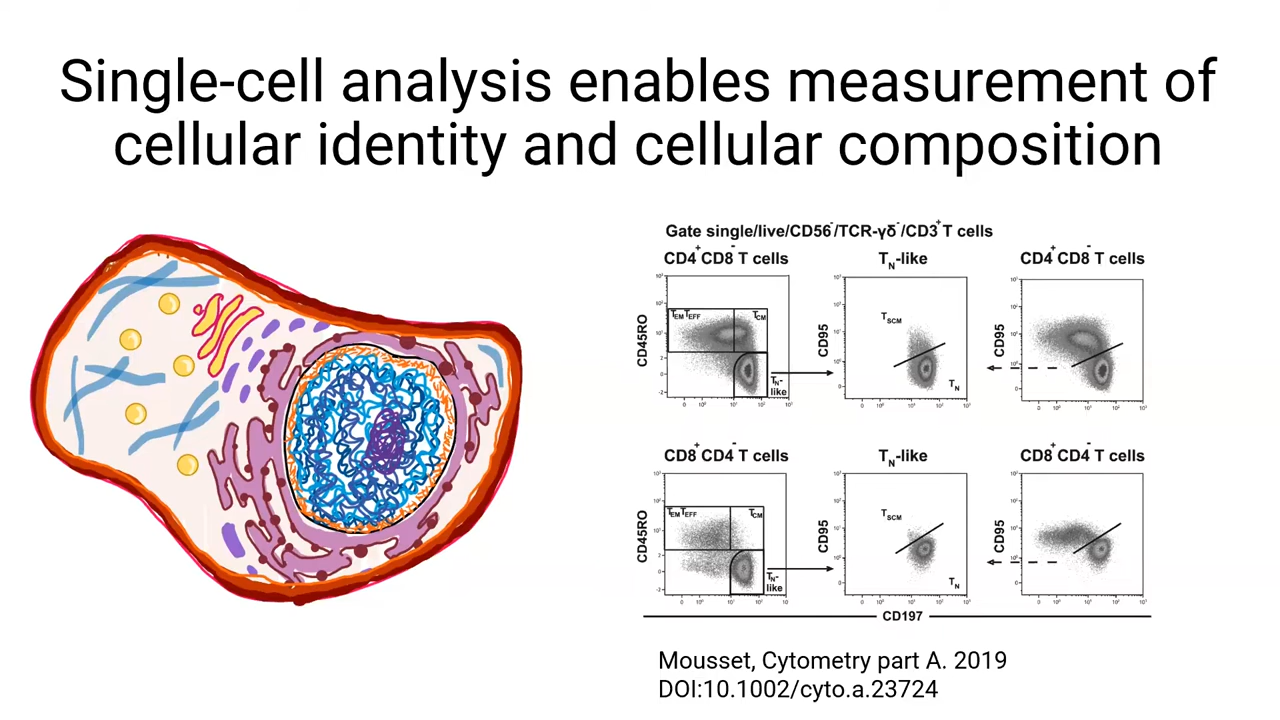 Single-cell analysis enables measurement of
cellular identity and cellular composition
Gate single/live/CD56⁻/TCR-γδ⁻/CD3⁺T cells
CD4⁺CD8⁻T cells
T_N-like
CD4⁺CD8⁻T cells
CD45RO
T_EM T_EFF
T_CM
T_N-
like
CD95
T_SCM
T_N
CD95
CD8⁺CD4⁻T cells
T_N-like
CD8⁺CD4⁻T cells
CD45RO
T_EM T_EFF
T_CM
T_N-
like
CD95
T_SCM
T_N
CD95
CD197
Mousset, Cytometry part A. 2019
DOI:10.1002/cyto.a.23724